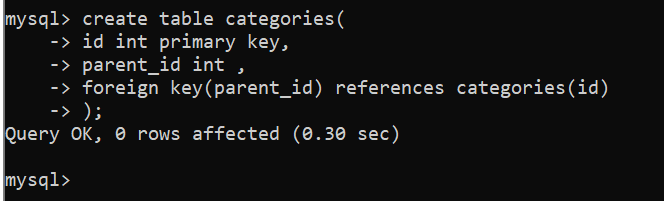 mysql> create table categories(
    -> id int primary key,
    -> parent_id int ,
    -> foreign key(parent_id) references categories(id)
    -> );
Query OK, 0 rows affected (0.30 sec)
mysql>